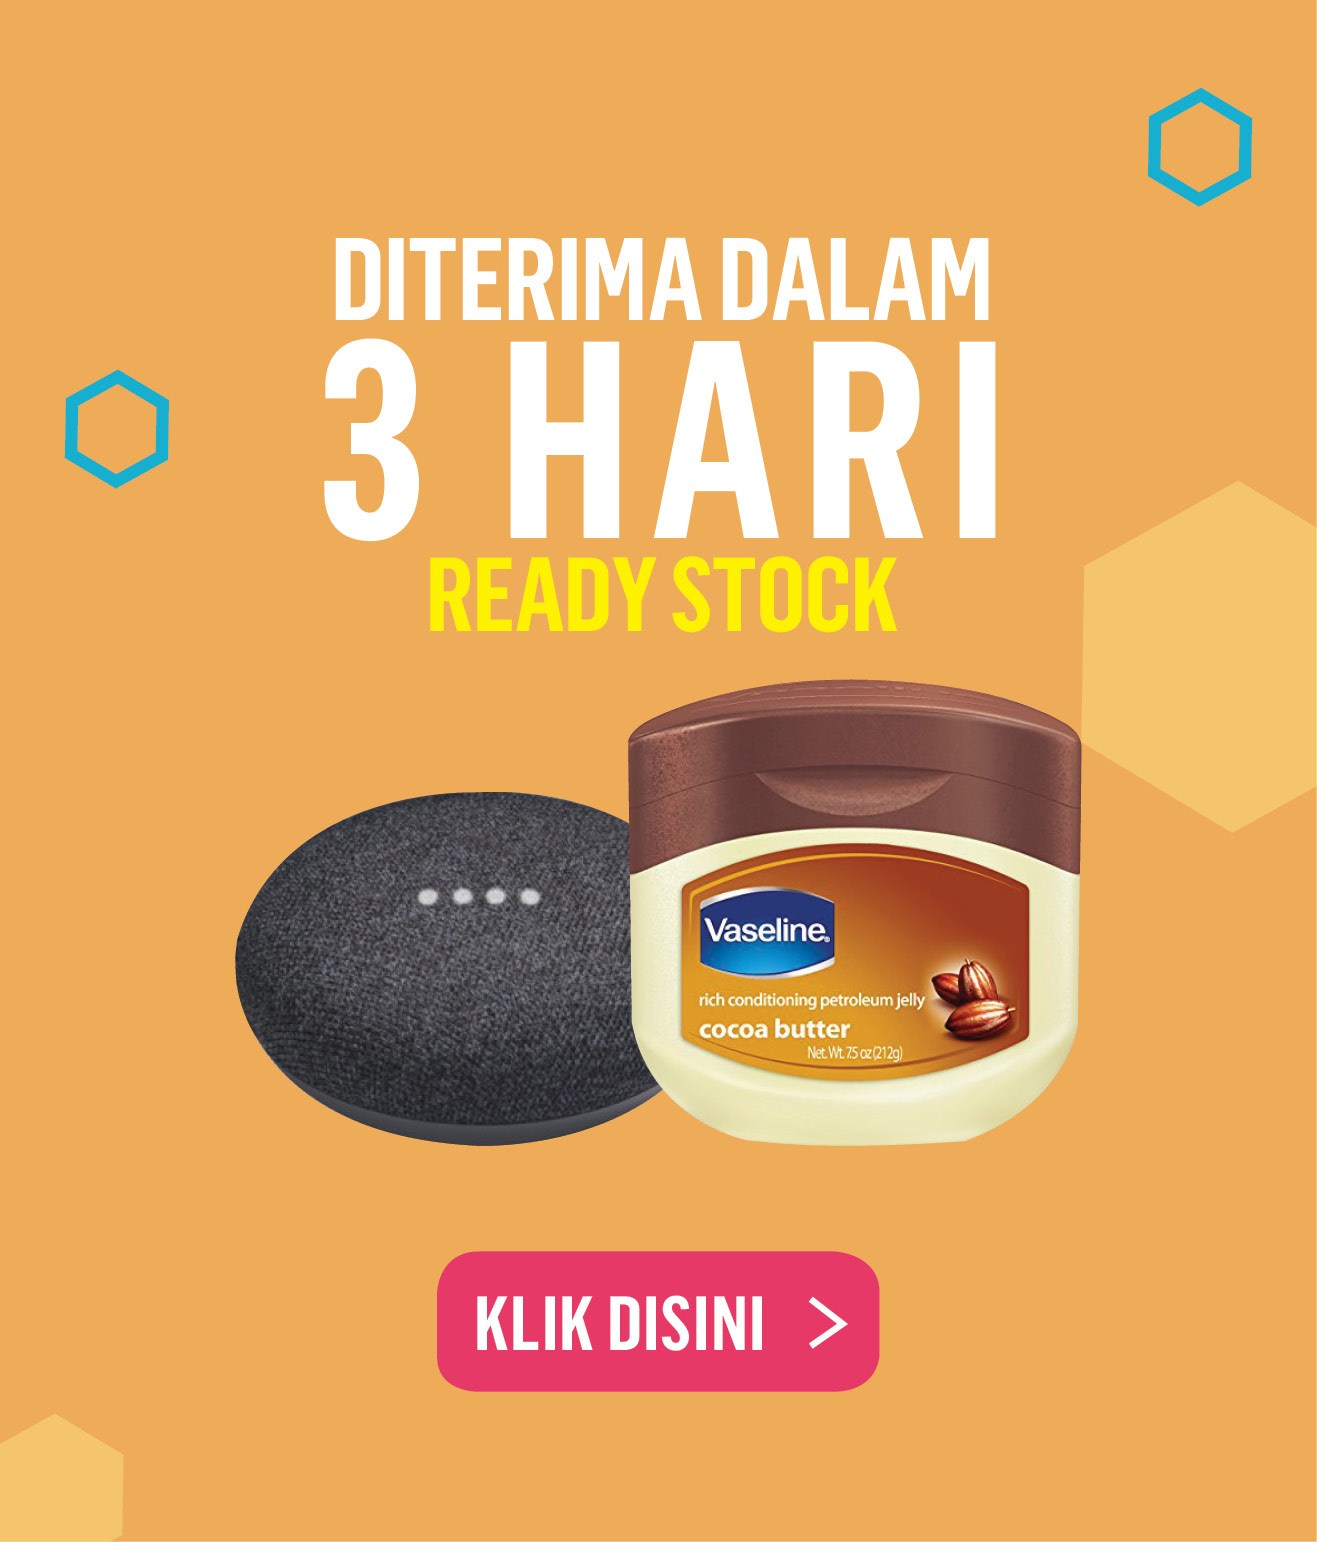 DITERIMA DALAM
3 HARI
READY STOCK
Vaseline®
rich conditioning petroleum jelly
cocoa butter
Net. Wt. 7.5 oz (212g)
KLIK DISINI >